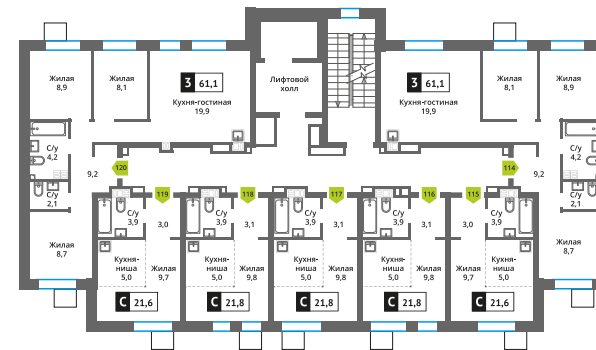 3 61,1
Кухня-гостиная
19,9
Жилая
8,9
Жилая
8,1
Лифтовой
холл
3 61,1
Кухня-гостиная
19,9
Жилая
8,1
Жилая
8,9
С/у
4,2
9,2
120
С/у
2,1
Жилая
8,7
114
9,2
С/у
4,2
С/у
2,1
Жилая
8,7
119
118
117
116
115
С/у
3,9
3,0
С/у
3,9
3,1
С/у
3,9
3,1
С/у
3,9
3,1
3,0
С/у
3,9
Кухня-
ниша
5,0
Жилая
9,7
Кухня-
ниша
5,0
Жилая
9,8
Кухня-
ниша
5,0
Жилая
9,8
Кухня-
ниша
5,0
Жилая
9,8
Жилая
9,7
Кухня-
ниша
5,0
С 21,6
С 21,8
С 21,8
С 21,8
С 21,6